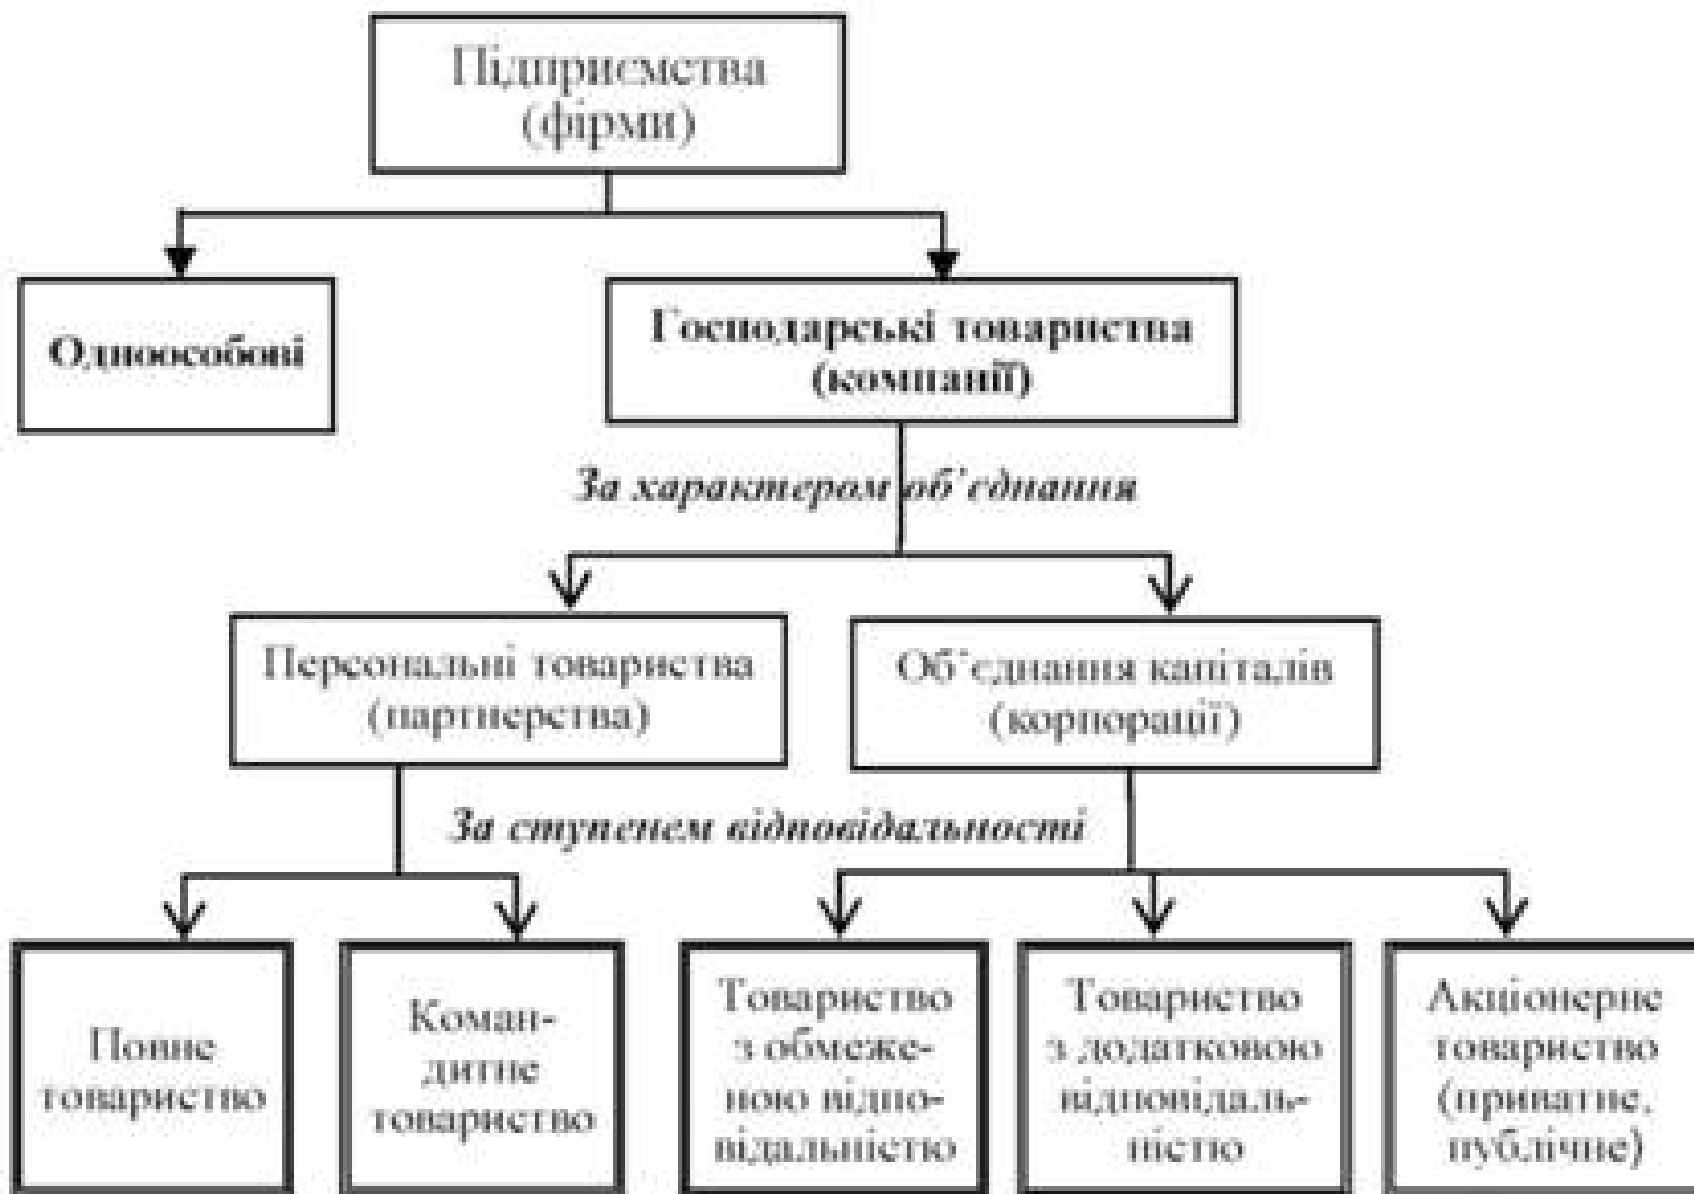 Підприємства
(фірми)
Одноособові
Господарські товариства
(компанії)
За характером об’єднання
Персональні товариства
(партнерства)
Об’єднання капіталів
(корпорації)
За ступенем відповідальності
Повне
товариство
Коман-
дитне
товариство
Товариство
з обмеже-
ною відпо-
відальністю
Товариство
з додатковою
відповідаль-
ністю
Акціонерне
товариство
(приватне,
публічне)